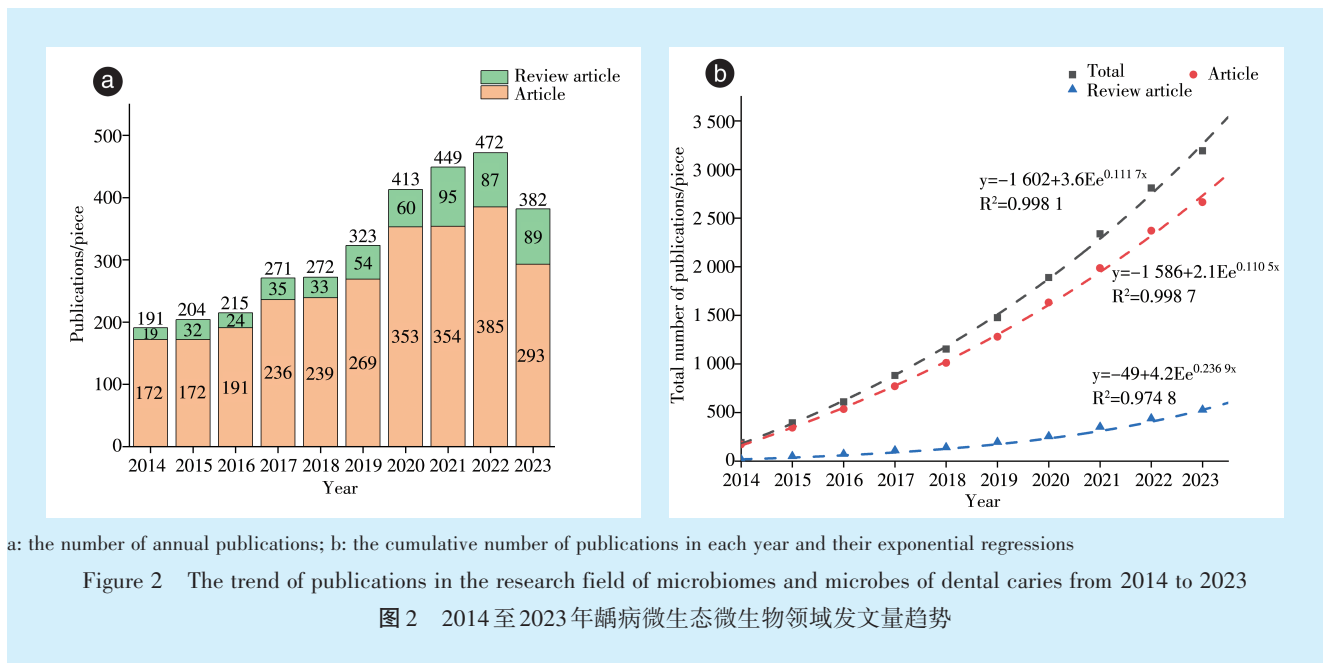 a
Review article
Article
Publications/piece
500
400
300
200
100
0
191
204
215
271
272
323
413
449
472
382
19
32
24
35
33
54
60
95
87
89
172
172
191
236
239
269
353
354
385
293
2014 2015 2016 2017 2018 2019 2020 2021 2022 2023
Year
b
Total
Article
Review article
Total number of publications/piece
3 500
3 000
2 500
2 000
1 500
1 000
500
0
y=−1 602+3.6Ee^0.111 7x
R²=0.998 1
y=−1 586+2.1Ee^0.110 5x
R²=0.998 7
y=−49+4.2Ee^0.236 9x
R²=0.974 8
2014 2015 2016 2017 2018 2019 2020 2021 2022 2023
Year
a: the number of annual publications; b: the cumulative number of publications in each year and their exponential regressions
Figure 2 The trend of publications in the research field of microbiomes and microbes of dental caries from 2014 to 2023
图 2 2014 至 2023 年龋病微生态微生物领域发文量趋势